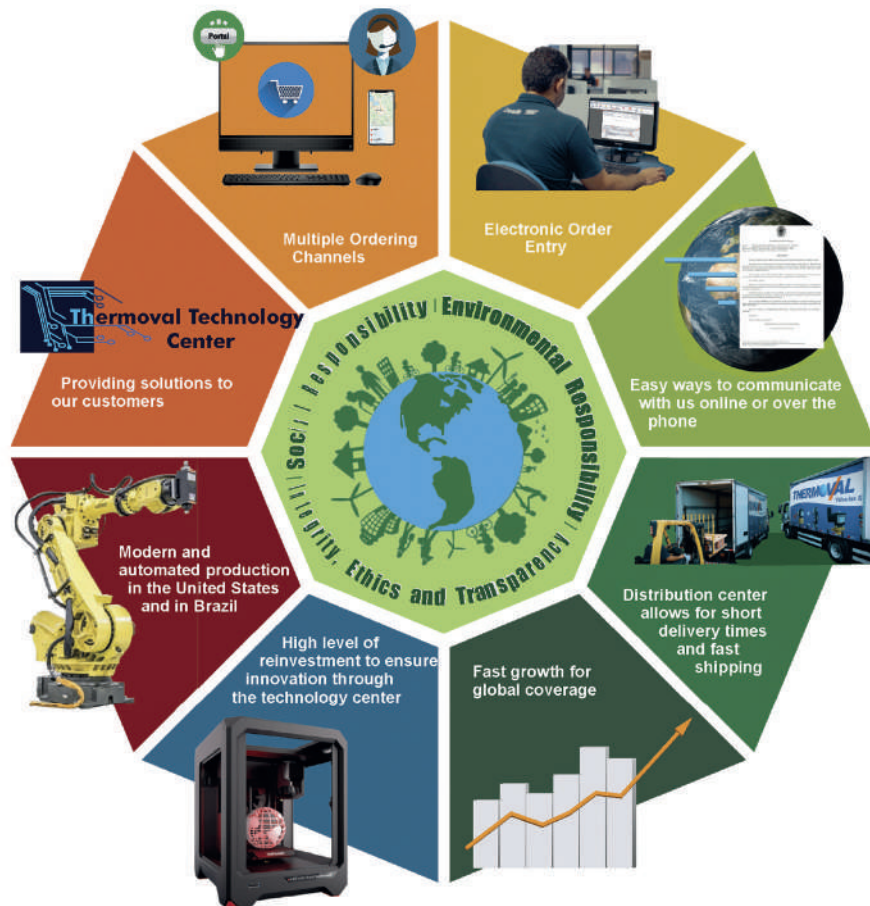 Portal
Multiple Ordering
Channels
Electronic Order
Entry
Easy ways to communicate
with us online or over the
phone
Thermoval Technology
Center
Providing solutions to
our customers
Social Responsibility | Environmental Responsibility | Integrity, Ethics and Transparency |
THERMOVAL
THERMOVAL
Modern and
automated production
in the United States
and in Brazil
Distribution center
allows for short
delivery times
and fast
shipping
High level of
reinvestment to ensure
innovation through
the technology center
Fast growth for
global coverage